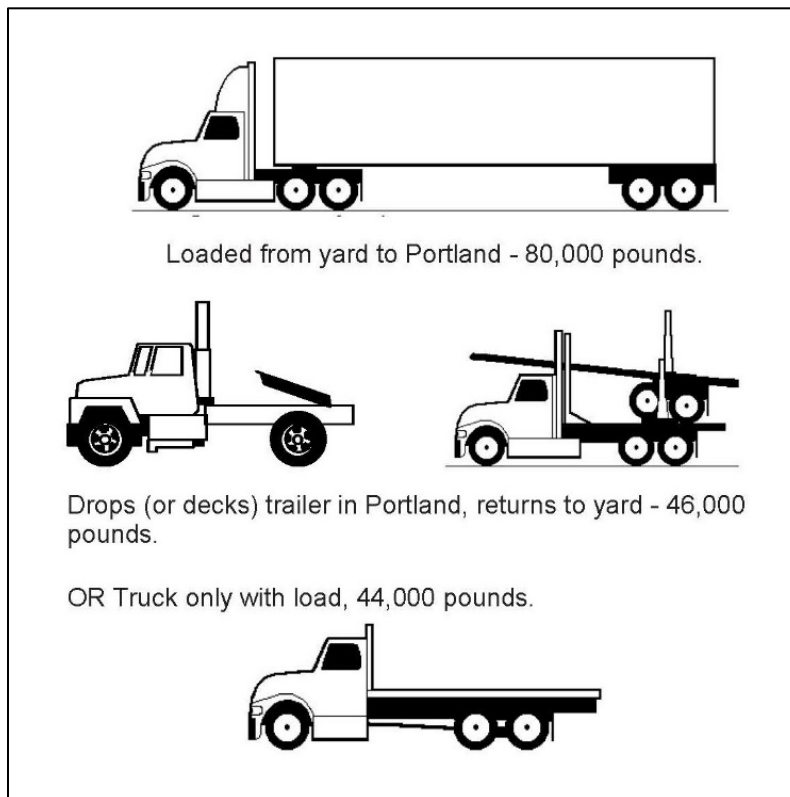 Loaded from yard to Portland - 80,000 pounds.
Drops (or decks) trailer in Portland, returns to yard - 46,000
pounds.
OR Truck only with load, 44,000 pounds.